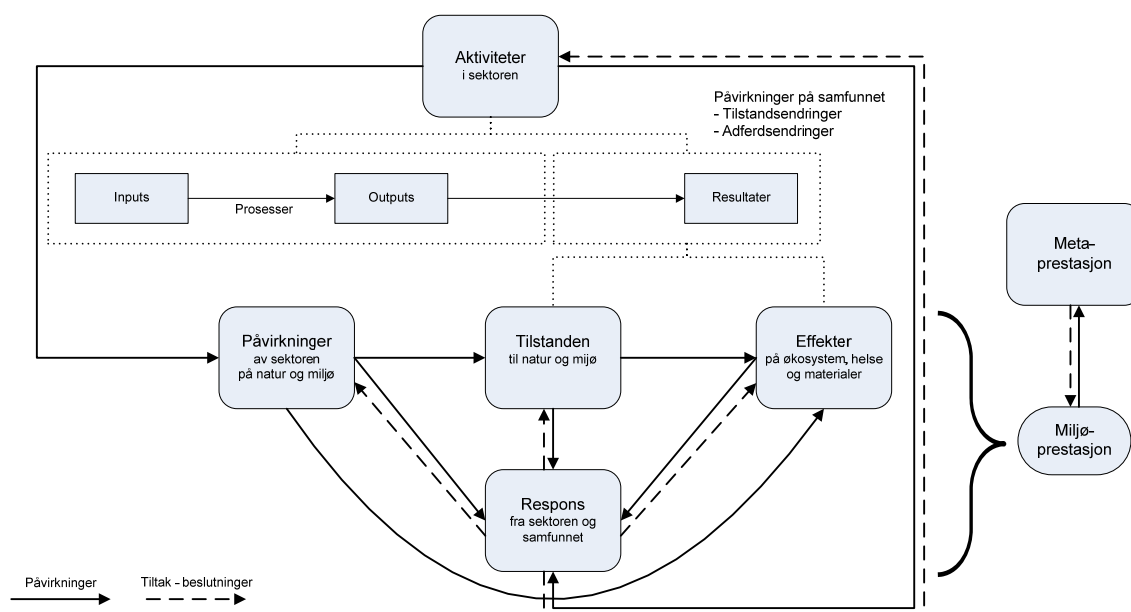 Aktiviteter
i sektoren
Påvirkninger på samfunnet
- Tilstandsendringer
- Adferdsendringer
Inputs
Prosesser
Outputs
Resultater
Meta-
prestasjon
Påvirkninger
av sektoren
på natur og miljø
Tilstanden
til natur og mijø
Effekter
på økosystem, helse
og materialer
Miljø-
prestasjon
Respons
fra sektoren og
samfunnet
Påvirkninger
Tiltak - beslutninger